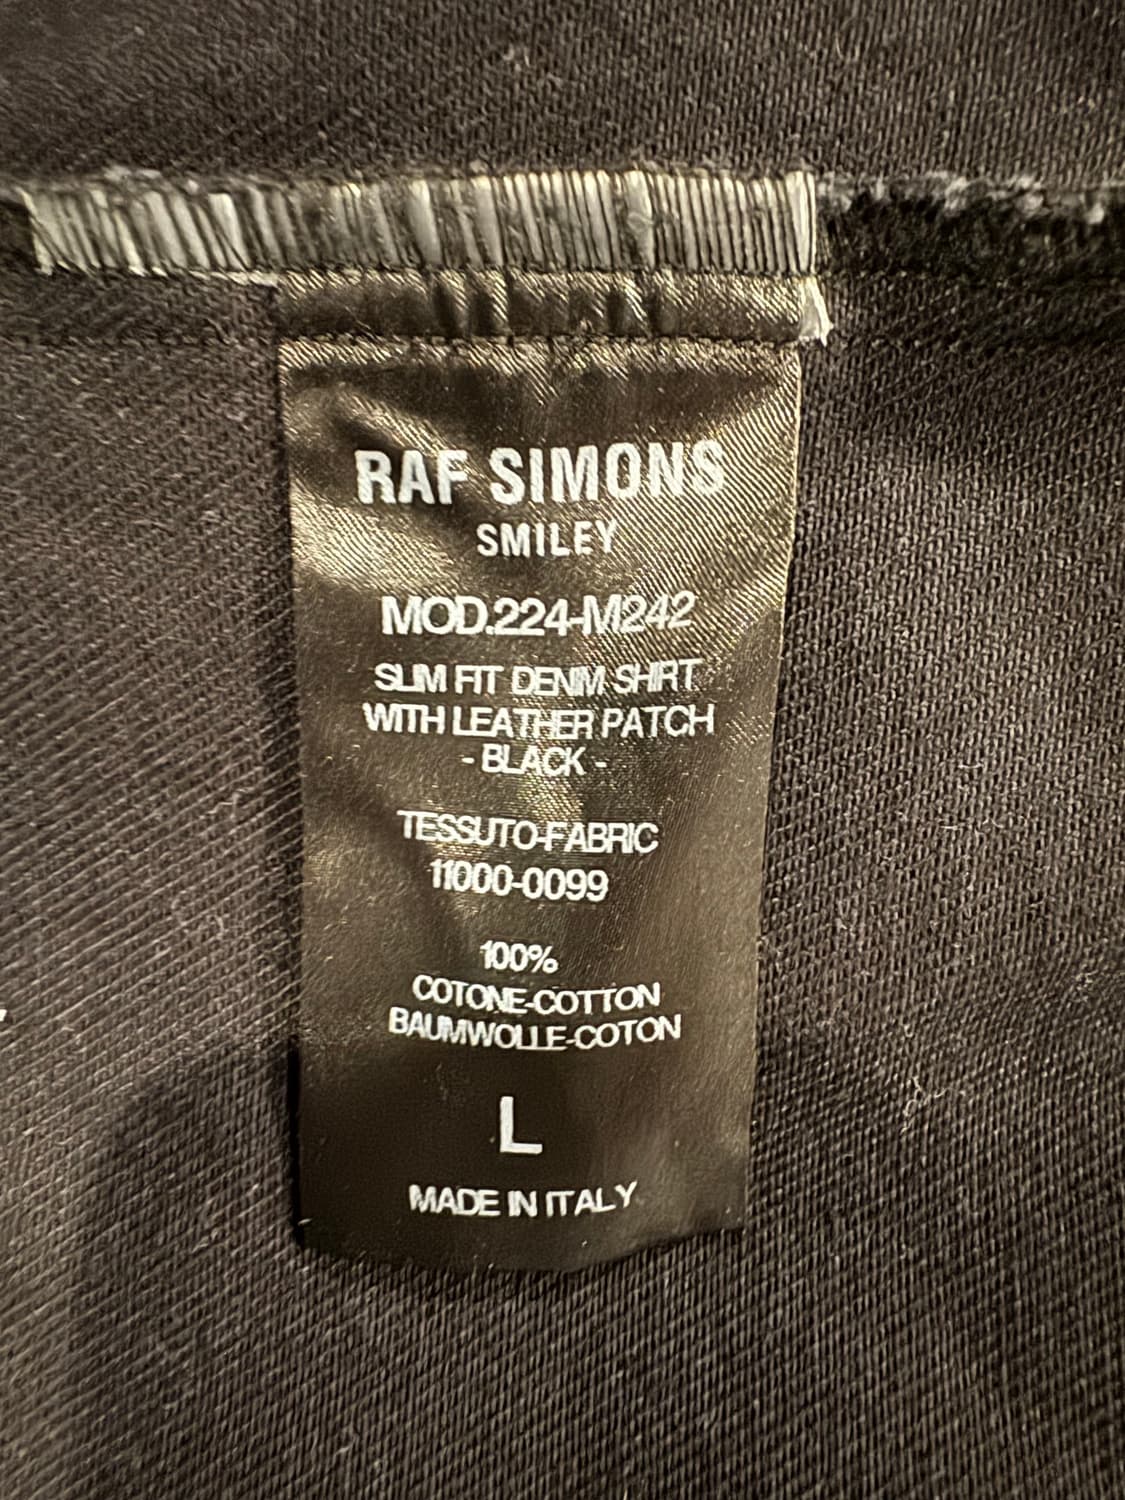 RAF SIMONS
SMILEY
MOD.224-M242
SLIM FIT DENIM SHIRT
WITH LEATHER PATCH
- BLACK -
TESSUTO-FABRIC
11000-0099
100%
COTONE-COTTON
BAUMWOLLE-COTON
L
MADE IN ITALY